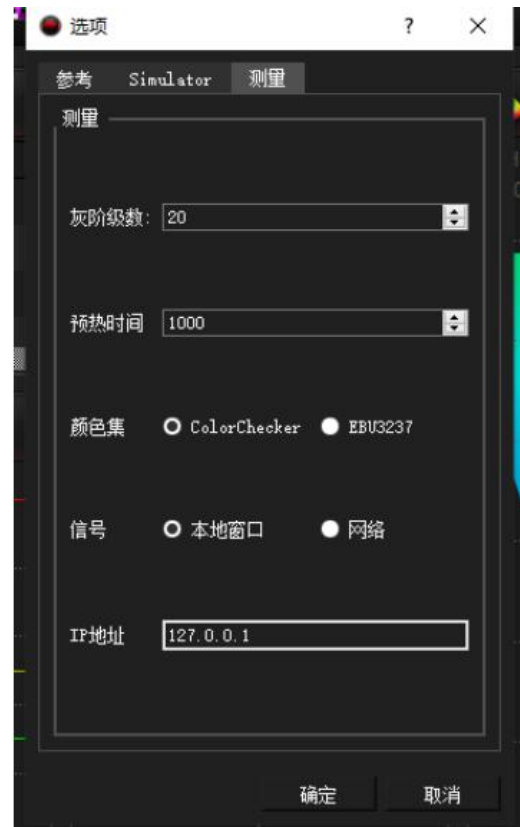 选项
参考 Simulator 测量
测量
灰阶级数: 20
预热时间 1000
颜色集 ColorChecker EBU3237
信号 本地窗口 网络
IP地址 127.0.0.1
确定 取消